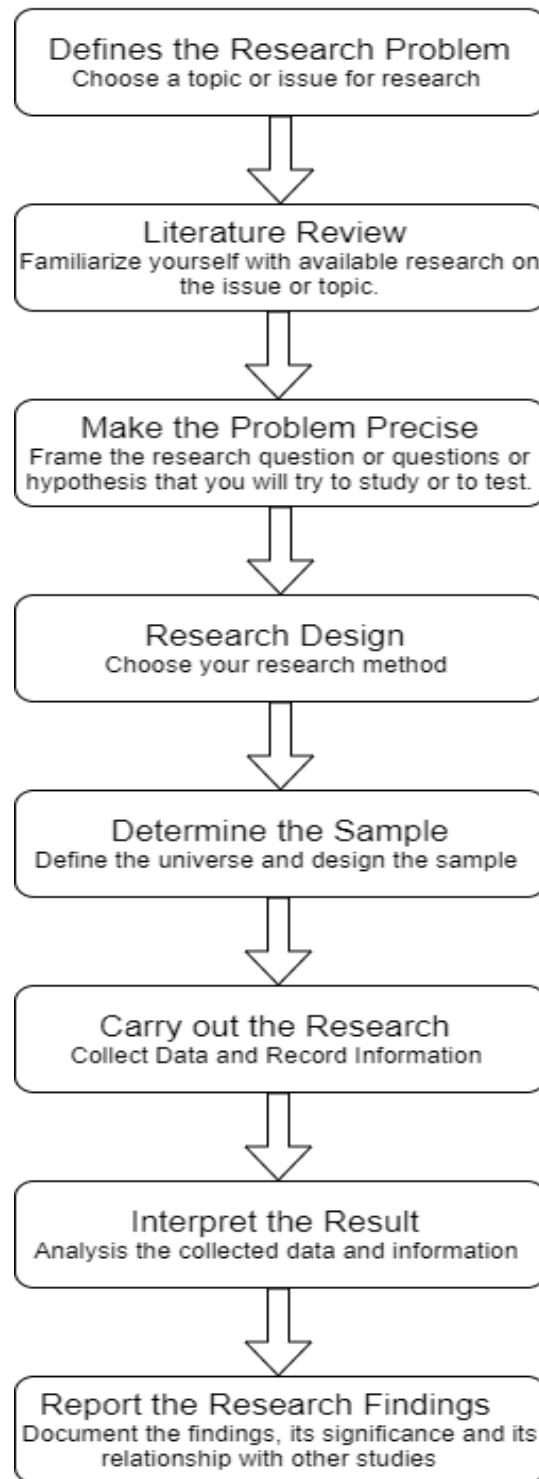 Defines the Research Problem
Choose a topic or issue for research
Literature Review
Familiarize yourself with available research on
the issue or topic.
Make the Problem Precise
Frame the research question or questions or
hypothesis that you will try to study or to test.
Research Design
Choose your research method
Determine the Sample
Define the universe and design the sample
Carry out the Research
Collect Data and Record Information
Interpret the Result
Analysis the collected data and information
Report the Research Findings
Document the findings, its significance and its
relationship with other studies